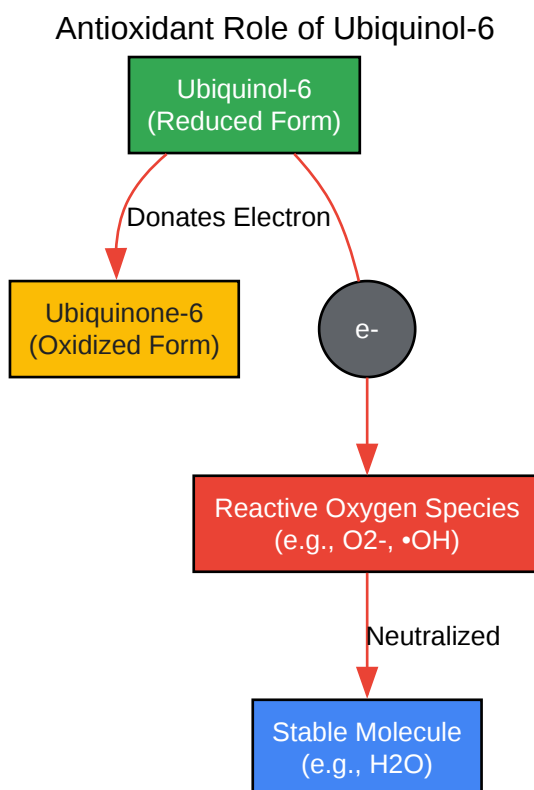 Antioxidant Role of Ubiquinol-6
Ubiquinol-6
(Reduced Form)
Donates Electron
Ubiquinone-6
(Oxidized Form)
e-
Reactive Oxygen Species
(e.g., O2-, •OH)
Neutralized
Stable Molecule
(e.g., H2O)